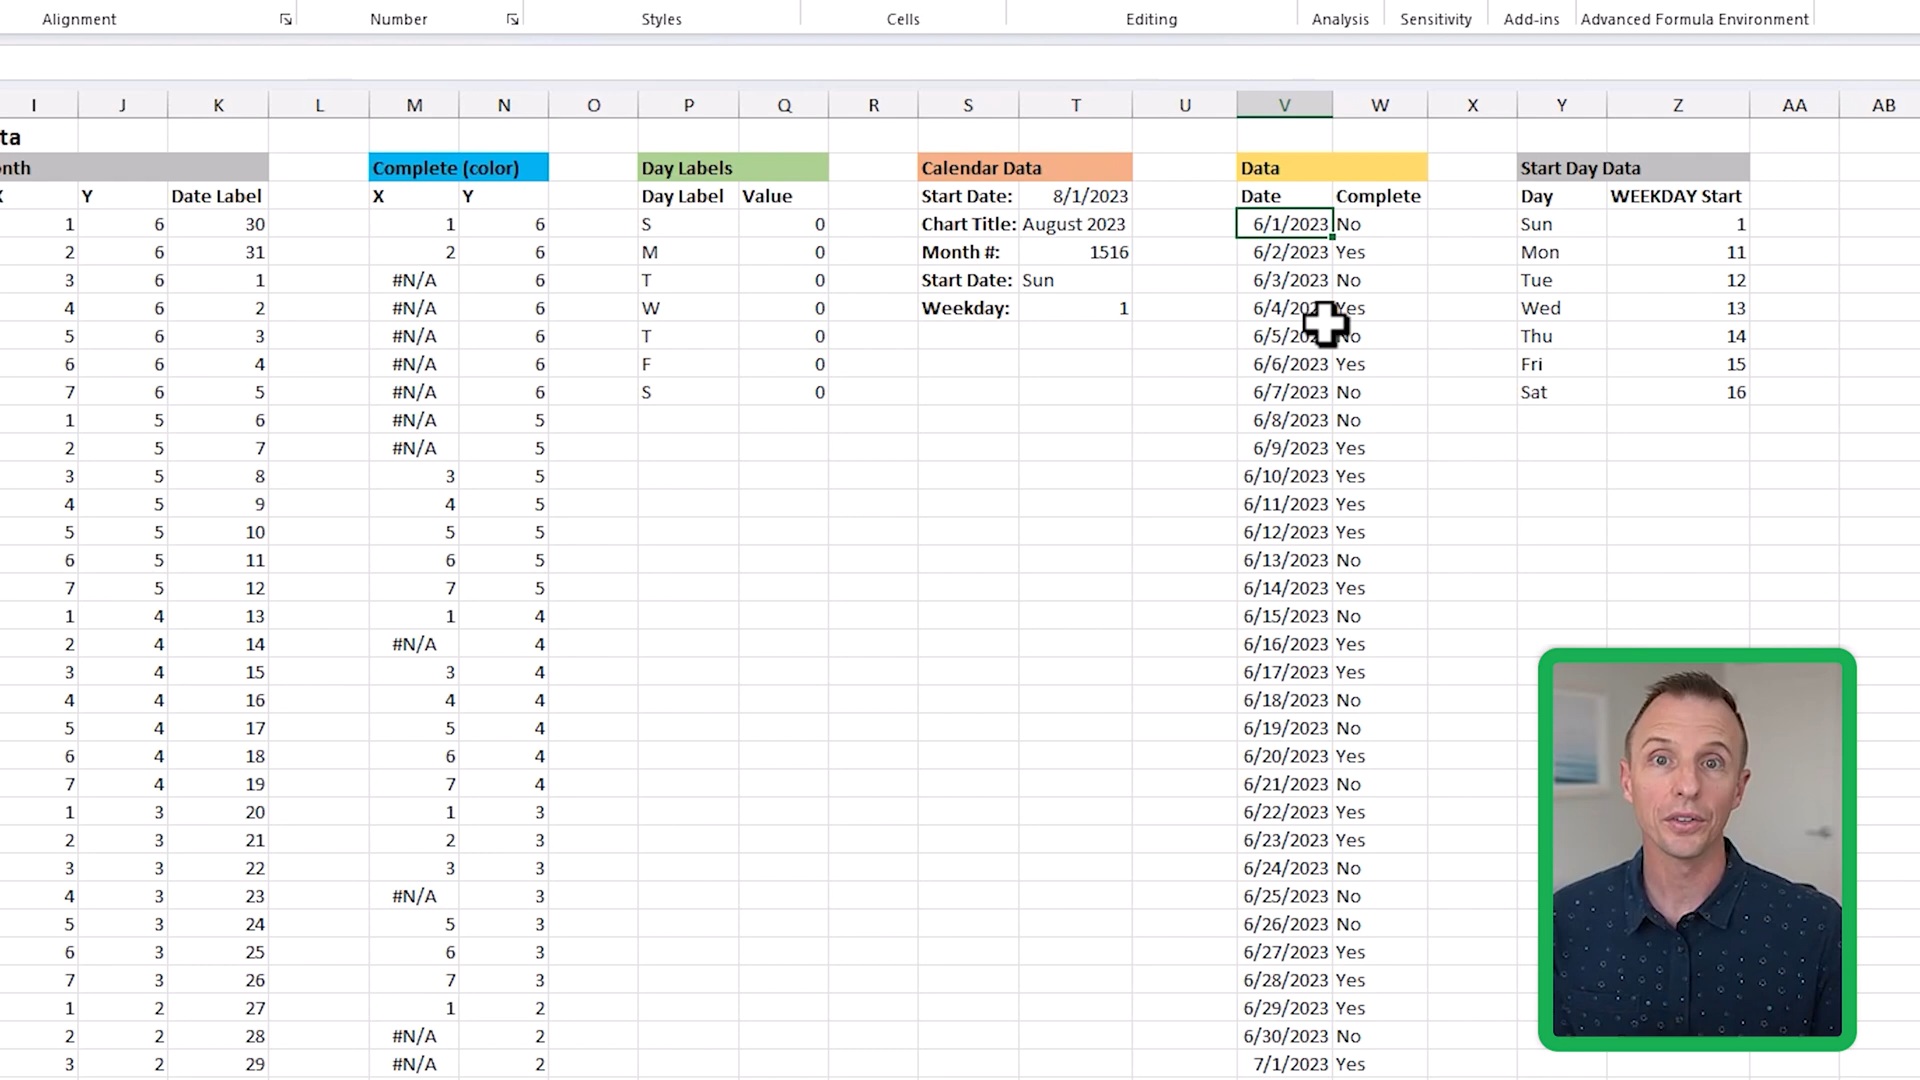 Alignment Number Styles Cells Editing Analysis Sensitivity Add-ins Advanced Formula Environment
I J K L M N O P Q R S T U V W X Y Z AA AB
ta
onth Complete (color) Day Labels Calendar Data Data Start Day Data
X Y Date Label X Y Day Label Value Start Date: 8/1/2023 Date Complete Day WEEKDAY Start
1 6 30 1 6 S 0 Chart Title: August 2023 6/1/2023 No Sun 1
2 6 31 2 6 M 0 Month #: 1516 6/2/2023 Yes Mon 11
3 6 1 #N/A 6 T 0 Start Date: Sun 6/3/2023 No Tue 12
4 6 2 #N/A 6 W 0 Weekday: 1 6/4/202 Yes Wed 13
5 6 3 #N/A 6 T 0 6/5/202 No Thu 14
6 6 4 #N/A 6 F 0 6/6/2023 Yes Fri 15
7 6 5 #N/A 6 S 0 6/7/2023 No Sat 16
1 5 6 #N/A 5 6/8/2023 No
2 5 7 #N/A 5 6/9/2023 Yes
3 5 8 3 5 6/10/2023 Yes
4 5 9 4 5 6/11/2023 Yes
5 5 10 5 5 6/12/2023 Yes
6 5 11 6 5 6/13/2023 No
7 5 12 7 5 6/14/2023 Yes
1 4 13 1 4 6/15/2023 No
2 4 14 #N/A 4 6/16/2023 Yes
3 4 15 3 4 6/17/2023 Yes
4 4 16 4 4 6/18/2023 No
5 4 17 5 4 6/19/2023 No
6 4 18 6 4 6/20/2023 Yes
7 4 19 7 4 6/21/2023 No
1 3 20 1 3 6/22/2023 Yes
2 3 21 2 3 6/23/2023 Yes
3 3 22 3 3 6/24/2023 No
4 3 23 #N/A 3 6/25/2023 No
5 3 24 5 3 6/26/2023 No
6 3 25 6 3 6/27/2023 Yes
7 3 26 7 3 6/28/2023 Yes
1 2 27 1 2 6/29/2023 Yes
2 2 28 #N/A 2 6/30/2023 No
3 2 29 #N/A 2 7/1/2023 Yes